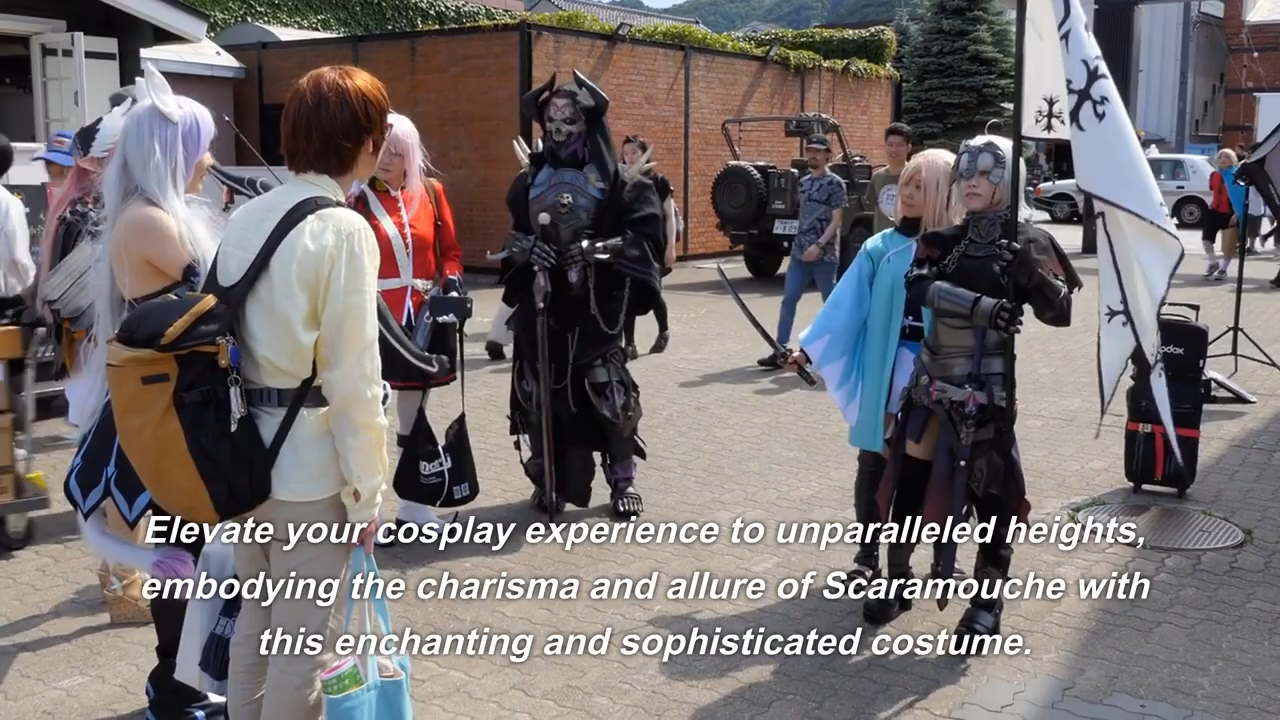 Elevate your cosplay experience to unparalleled heights,
embodying the charisma and allure of Scaramouche with
this enchanting and sophisticated costume.